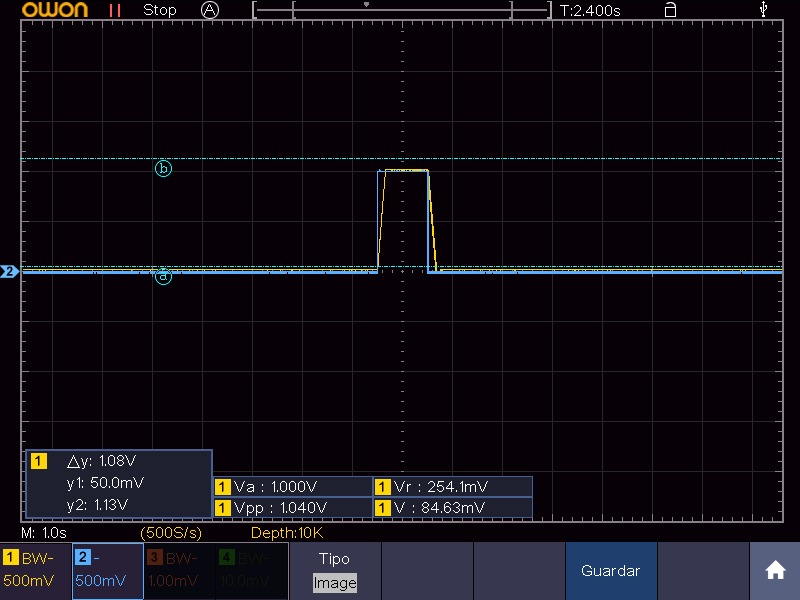 owon Stop A T:2.400s
b
2
a
1 △y: 1.08V
y1: 50.0mV
y2: 1.13V
1 Va : 1.000V 1 Vr : 254.1mV
1 Vpp : 1.040V 1 V : 84.63mV
M: 1.0s (500S/s) Depth:10K
1 BW- 2 - 3 BW- 4 BW- Tipo
500mV 500mV 1.00mV 10.0mV Image
Guardar